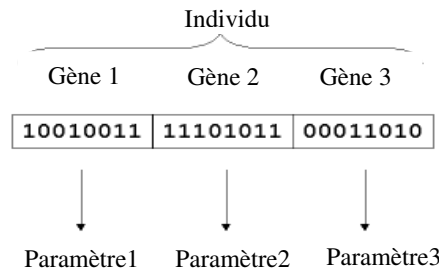 Individu
Gène 1 Gène 2 Gène 3
10010011 11101011 00011010
Paramètre1 Paramètre2 Paramètre3